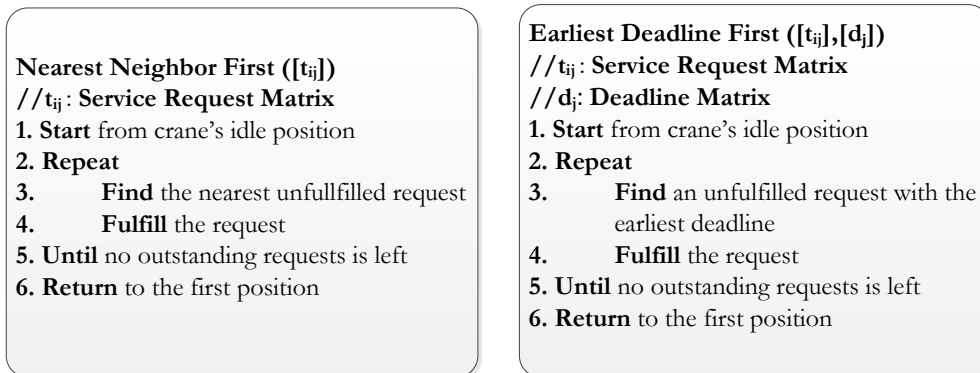 Nearest Neighbor First ([tij])
//tij : Service Request Matrix
1. Start from crane's idle position
2. Repeat
3. Find the nearest unfullfilled request
4. Fulfill the request
5. Until no outstanding requests is left
6. Return to the first position
Earliest Deadline First ([tij],[dj])
//tij : Service Request Matrix
//dj: Deadline Matrix
1. Start from crane's idle position
2. Repeat
3. Find an unfulfilled request with the
earliest deadline
4. Fulfill the request
5. Until no outstanding requests is left
6. Return to the first position